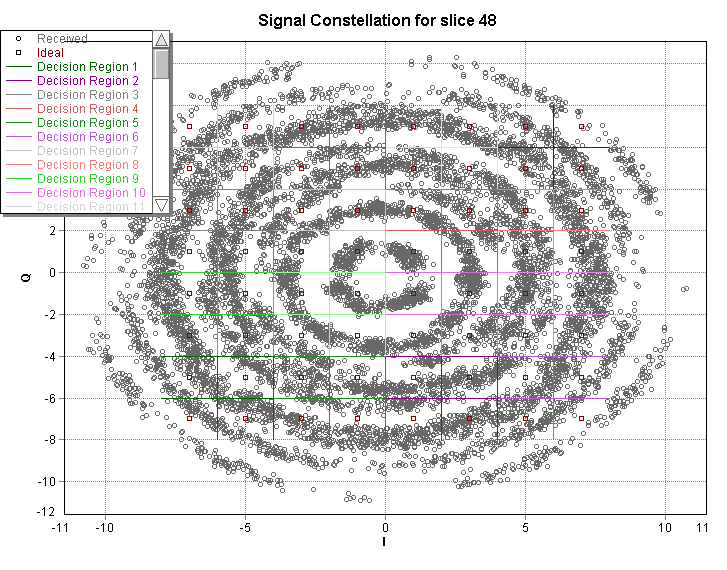 Signal Constellation for slice 48
Received
Ideal
Decision Region 1
Decision Region 2
Decision Region 3
Decision Region 4
Decision Region 5
Decision Region 6
Decision Region 7
Decision Region 8
Decision Region 9
Decision Region 10
Decision Region 11
2
0
-2
-4
-6
-8
-10
-12
Q
-11 -10 -5 0 5 10 11
I